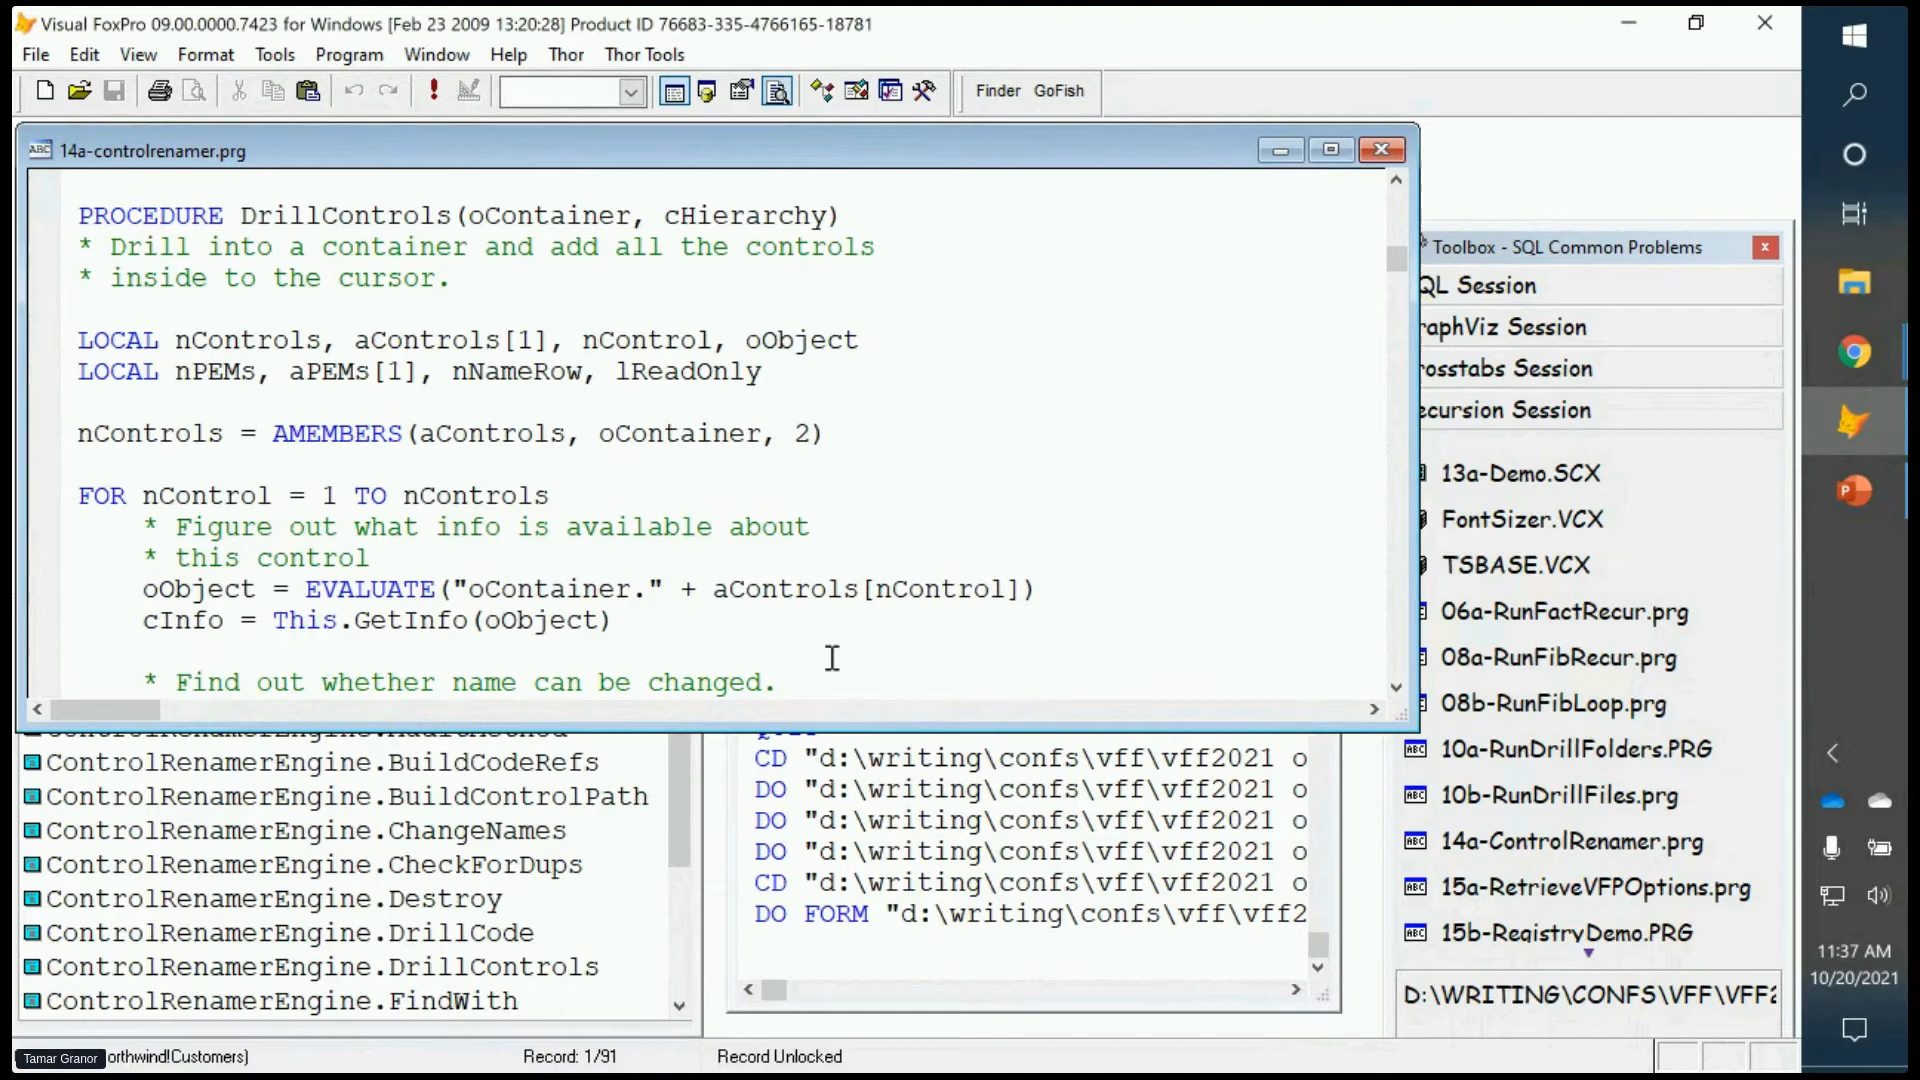 Visual FoxPro 09.00.0000.7423 for Windows [Feb 23 2009 13:20:28] Product ID 76683-335-4766165-18781
File Edit View Format Tools Program Window Help Thor Thor Tools
Finder GoFish
14a-controlrenamer.prg
PROCEDURE DrillControls(oContainer, cHierarchy)
* Drill into a container and add all the controls
* inside to the cursor.
LOCAL nControls, aControls[1], nControl, oObject
LOCAL nPEMs, aPEMs[1], nNameRow, lReadOnly
nControls = AMEMBERS(aControls, oContainer, 2)
FOR nControl = 1 TO nControls
* Figure out what info is available about
* this control
oObject = EVALUATE("oContainer." + aControls[nControl])
cInfo = This.GetInfo(oObject)
* Find out whether name can be changed.
ControlRenamerEngine.BuildCodeRefs
ControlRenamerEngine.BuildControlPath
ControlRenamerEngine.ChangeNames
ControlRenamerEngine.CheckForDups
ControlRenamerEngine.Destroy
ControlRenamerEngine.DrillCode
ControlRenamerEngine.DrillControls
ControlRenamerEngine.FindWith
CD "d:\writing\confs\vff\vff2021 o
DO "d:\writing\confs\vff\vff2021 o
DO "d:\writing\confs\vff\vff2021 o
DO "d:\writing\confs\vff\vff2021 o
CD "d:\writing\confs\vff\vff2021 o
DO FORM "d:\writing\confs\vff\vff2
Toolbox - SQL Common Problems
QL Session
raphViz Session
rosstabs Session
ecursion Session
13a-Demo.SCX
FontSizer.VCX
TSBASE.VCX
06a-RunFactRecur.prg
08a-RunFibRecur.prg
08b-RunFibLoop.prg
10a-RunDrillFolders.PRG
10b-RunDrillFiles.prg
14a-ControlRenamer.prg
15a-RetrieveVFPOptions.prg
15b-RegistryDemo.PRG
D:\WRITING\CONFS\VFF\VFF2
Tamar Granor
orthwind!Customers)
Record: 1/91
Record Unlocked
11:37 AM
10/20/2021